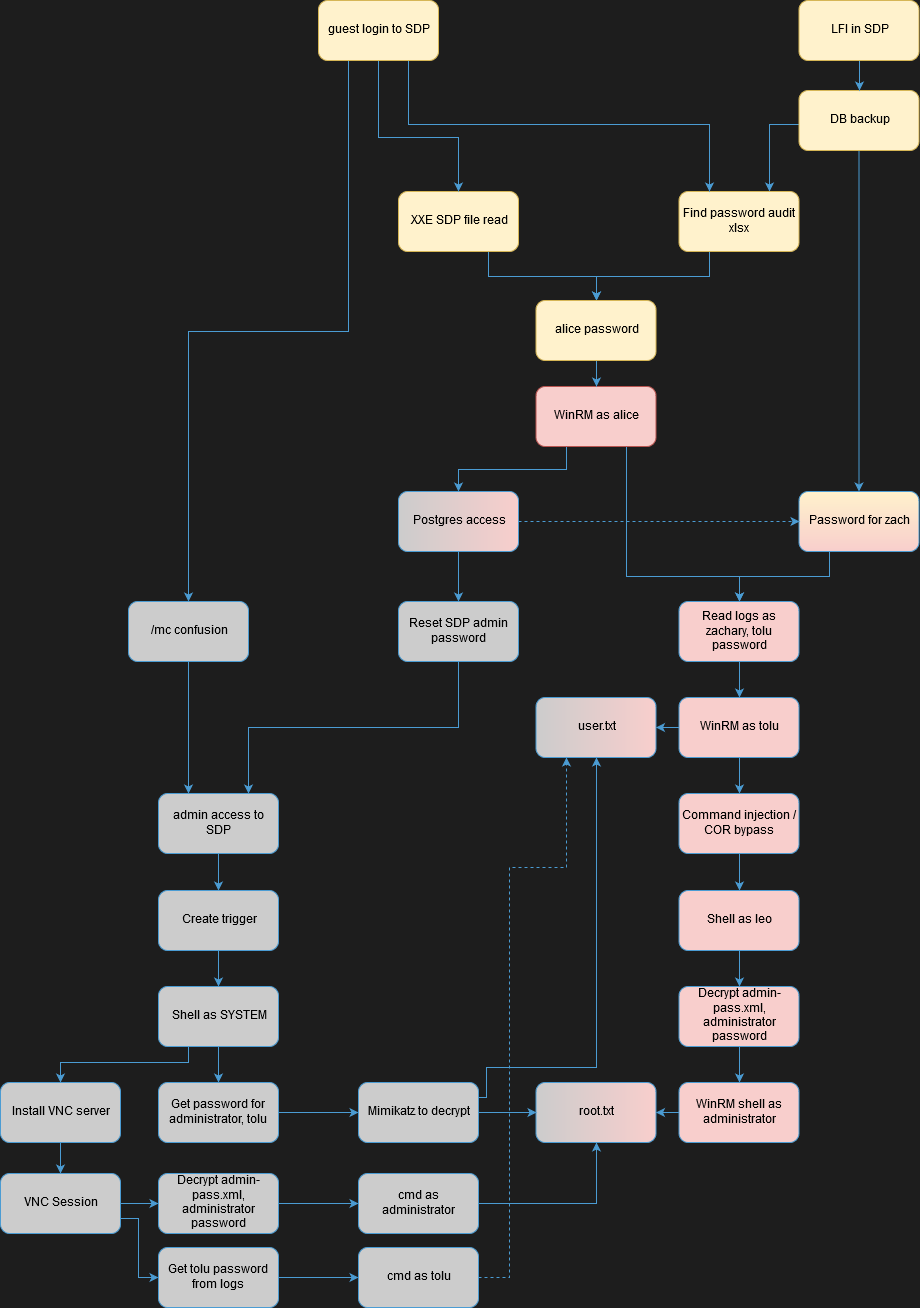 guest login to SDP
LFI in SDP
DB backup
XXE SDP file read
Find password audit
xlsx
alice password
WinRM as alice
Postgres access
Password for zach
/mc confusion
Reset SDP admin
password
Read logs as
zachary, tolu
password
user.txt
WinRM as tolu
admin access to
SDP
Command injection /
COR bypass
Create trigger
Shell as leo
Shell as SYSTEM
Decrypt admin-
pass.xml,
administrator
password
Install VNC server
Get password for
administrator, tolu
Mimikatz to decrypt
root.txt
WinRM shell as
administrator
VNC Session
Decrypt admin-
pass.xml,
administrator
password
cmd as
administrator
Get tolu password
from logs
cmd as tolu